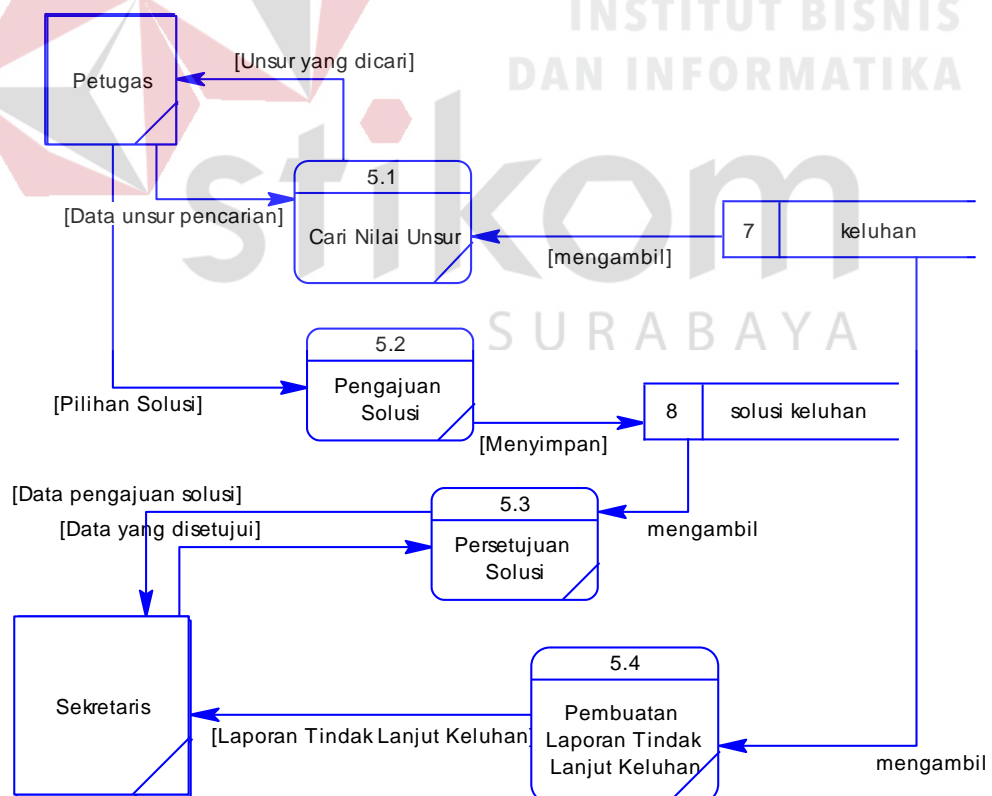 INSTITUT BISNIS
DAN INFORMATIKA
stikom
SURABAYA
Petugas
[Unsur yang dicari]
5.1
Cari Nilai Unsur
[Data unsur pencarian]
7
keluhan
[mengambil]
5.2
Pengajuan
Solusi
[Pilihan Solusi]
8
solusi keluhan
[Menyimpan]
[Data pengajuan solusi]
[Data yang disetujui]
5.3
Persetujuan
Solusi
mengambil
Sekretaris
5.4
Pembuatan
Laporan Tindak
Lanjut Keluhan
[Laporan Tindak Lanjut Keluhan]
mengambil